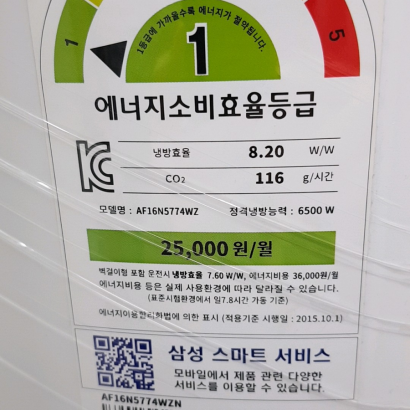 1등급에 가까울수록 에너지가 절약됩니다.
1
1
5
에너지소비효율등급
냉방효율 8.20 W/W
CO₂ 116 g/시간
모델명 : AF16N5774WZ 정격냉방능력 : 6500 W
25,000 원/월
벽걸이형 포함 운전시 냉방효율 7.60 W/W, 에너지비용 36,000원/월
에너지비용 등은 실제 사용환경에 따라 달라질 수 있습니다.
(표준시험환경에서 일7.8시간 가동 기준)
에너지이용합리화법에 의한 표시 (적용기준 시행일 : 2015.10.1)
삼성 스마트 서비스
모바일에서 제품 관련 다양한
서비스를 이용할 수 있습니다.
AF16N5774WZN